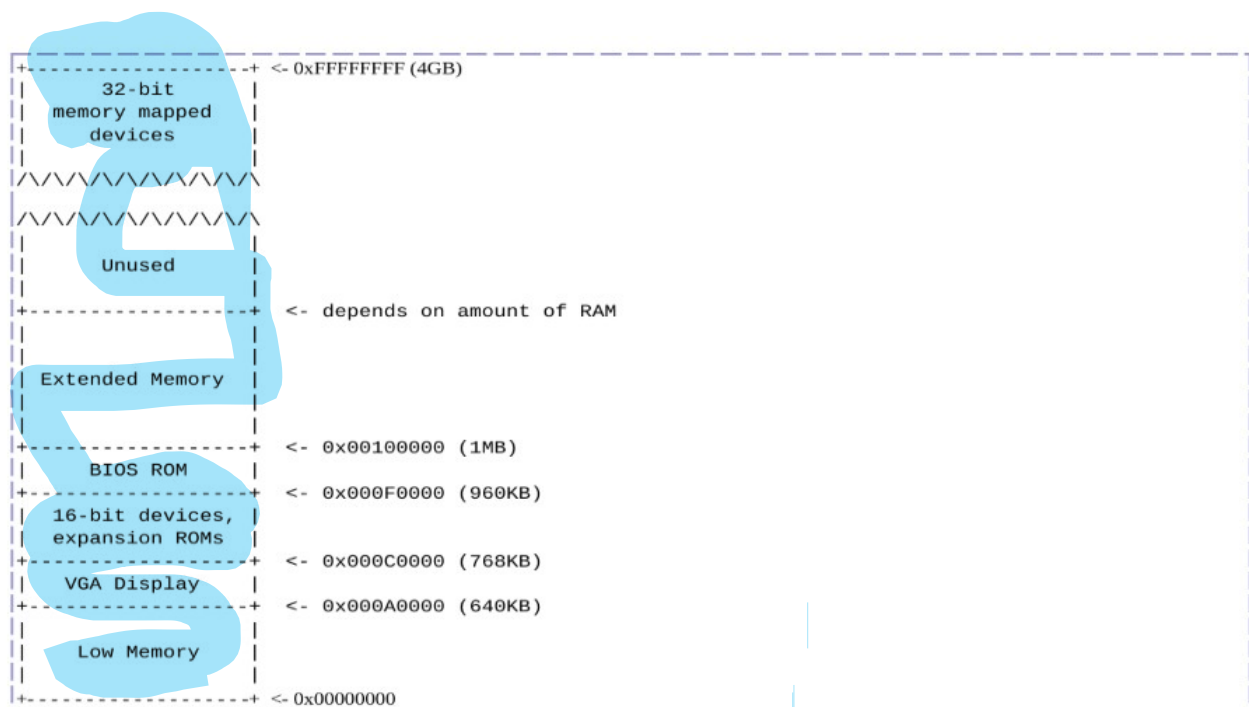 +--------------------+ <- 0xFFFFFFFF (4GB)
| 32-bit |
| memory mapped |
| devices |
| |
/\/\/\/\/\/\/\/\/\/\
/\/\/\/\/\/\/\/\/\/\
| |
| Unused |
| |
+--------------------+ <- depends on amount of RAM
| |
| |
| Extended Memory |
| |
| |
+--------------------+ <- 0x00100000 (1MB)
| BIOS ROM |
+--------------------+ <- 0x000F0000 (960KB)
| 16-bit devices, |
| expansion ROMs |
+--------------------+ <- 0x000C0000 (768KB)
| VGA Display |
+--------------------+ <- 0x000A0000 (640KB)
| |
| Low Memory |
| |
+--------------------+ <- 0x00000000